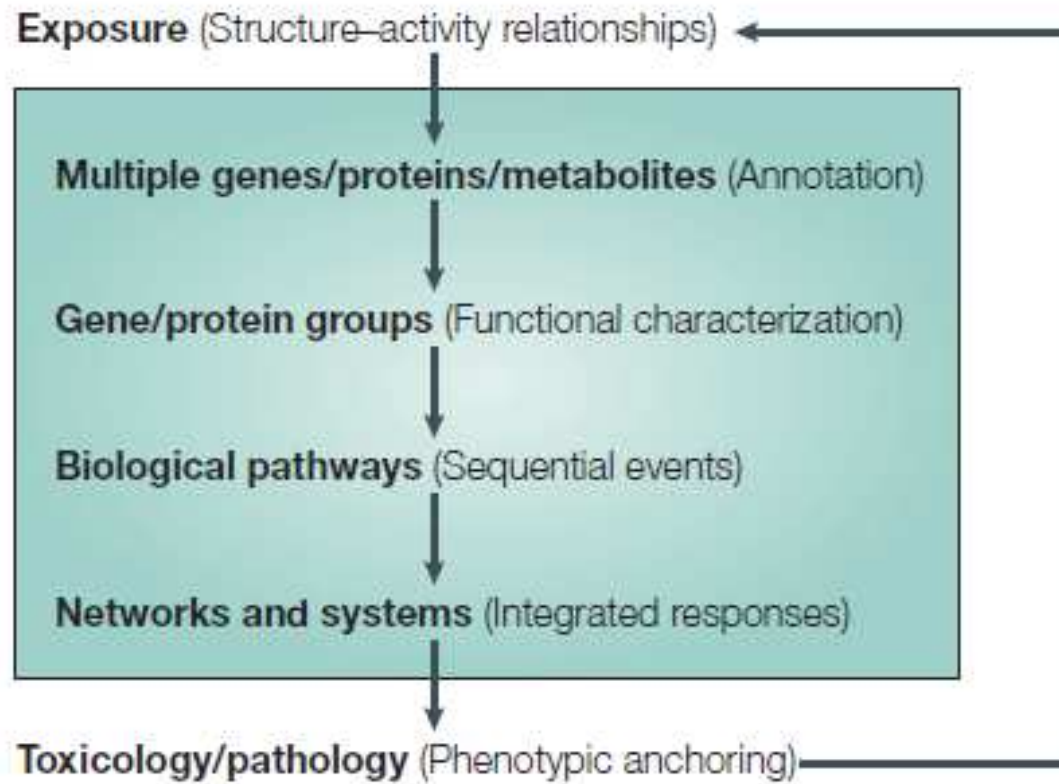 Exposure (Structure–activity relationships)
Multiple genes/proteins/metabolites (Annotation)
Gene/protein groups (Functional characterization)
Biological pathways (Sequential events)
Networks and systems (Integrated responses)
Toxicology/pathology (Phenotypic anchoring)